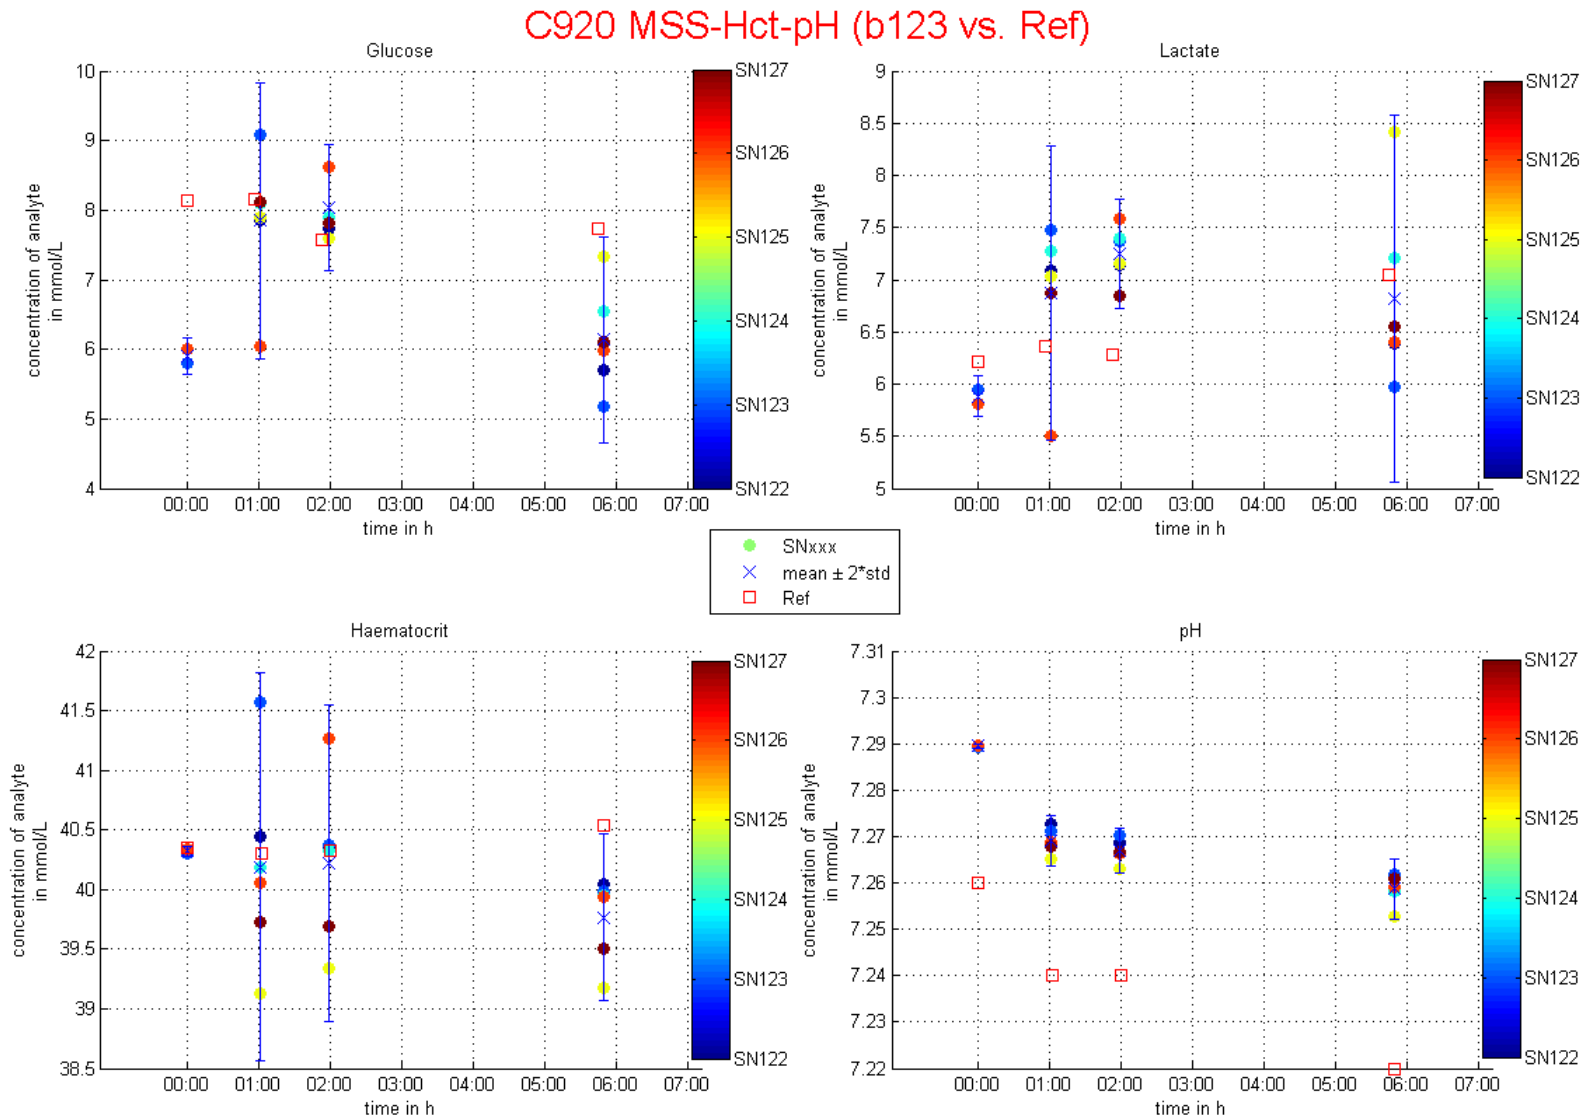 C920 MSS-Hct-pH (b123 vs. Ref)
Glucose
10
9
8
7
6
5
4
concentration of analyte
in mmol/L
00:00 01:00 02:00 03:00 04:00 05:00 06:00 07:00
time in h
SN127
SN126
SN125
SN124
SN123
SN122
Lactate
9
8.5
8
7.5
7
6.5
6
5.5
5
concentration of analyte
in mmol/L
00:00 01:00 02:00 03:00 04:00 05:00 06:00 07:00
time in h
SN127
SN126
SN125
SN124
SN123
SN122
SNxxx
mean ± 2*std
Ref
Haematocrit
42
41.5
41
40.5
40
39.5
39
38.5
concentration of analyte
in mmol/L
00:00 01:00 02:00 03:00 04:00 05:00 06:00 07:00
time in h
SN127
SN126
SN125
SN124
SN123
SN122
pH
7.31
7.3
7.29
7.28
7.27
7.26
7.25
7.24
7.23
7.22
concentration of analyte
in mmol/L
00:00 01:00 02:00 03:00 04:00 05:00 06:00 07:00
time in h
SN127
SN126
SN125
SN124
SN123
SN122